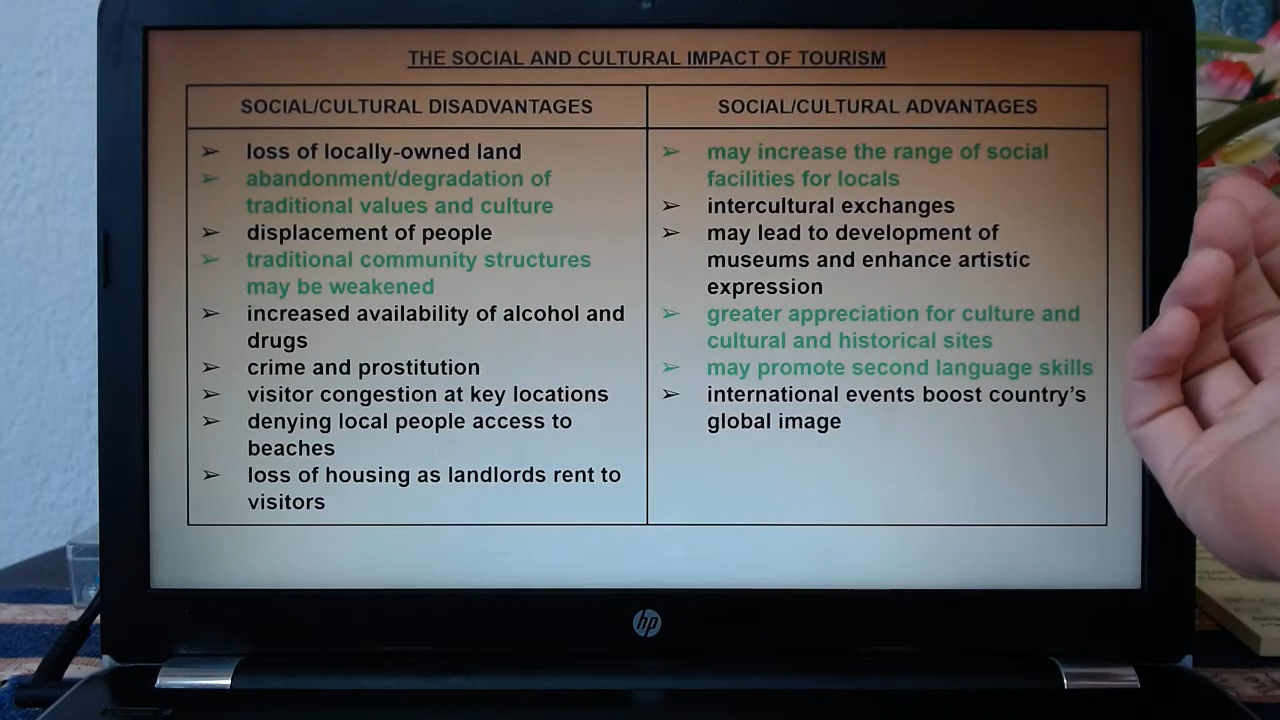 THE SOCIAL AND CULTURAL IMPACT OF TOURISM
SOCIAL/CULTURAL DISADVANTAGES
➢ loss of locally-owned land
➢ abandonment/degradation of
traditional values and culture
➢ displacement of people
➢ traditional community structures
may be weakened
➢ increased availability of alcohol and
drugs
➢ crime and prostitution
➢ visitor congestion at key locations
➢ denying local people access to
beaches
➢ loss of housing as landlords rent to
visitors
SOCIAL/CULTURAL ADVANTAGES
➢ may increase the range of social
facilities for locals
➢ intercultural exchanges
➢ may lead to development of
museums and enhance artistic
expression
➢ greater appreciation for culture and
cultural and historical sites
➢ may promote second language skills
➢ international events boost country’s
global image
hp